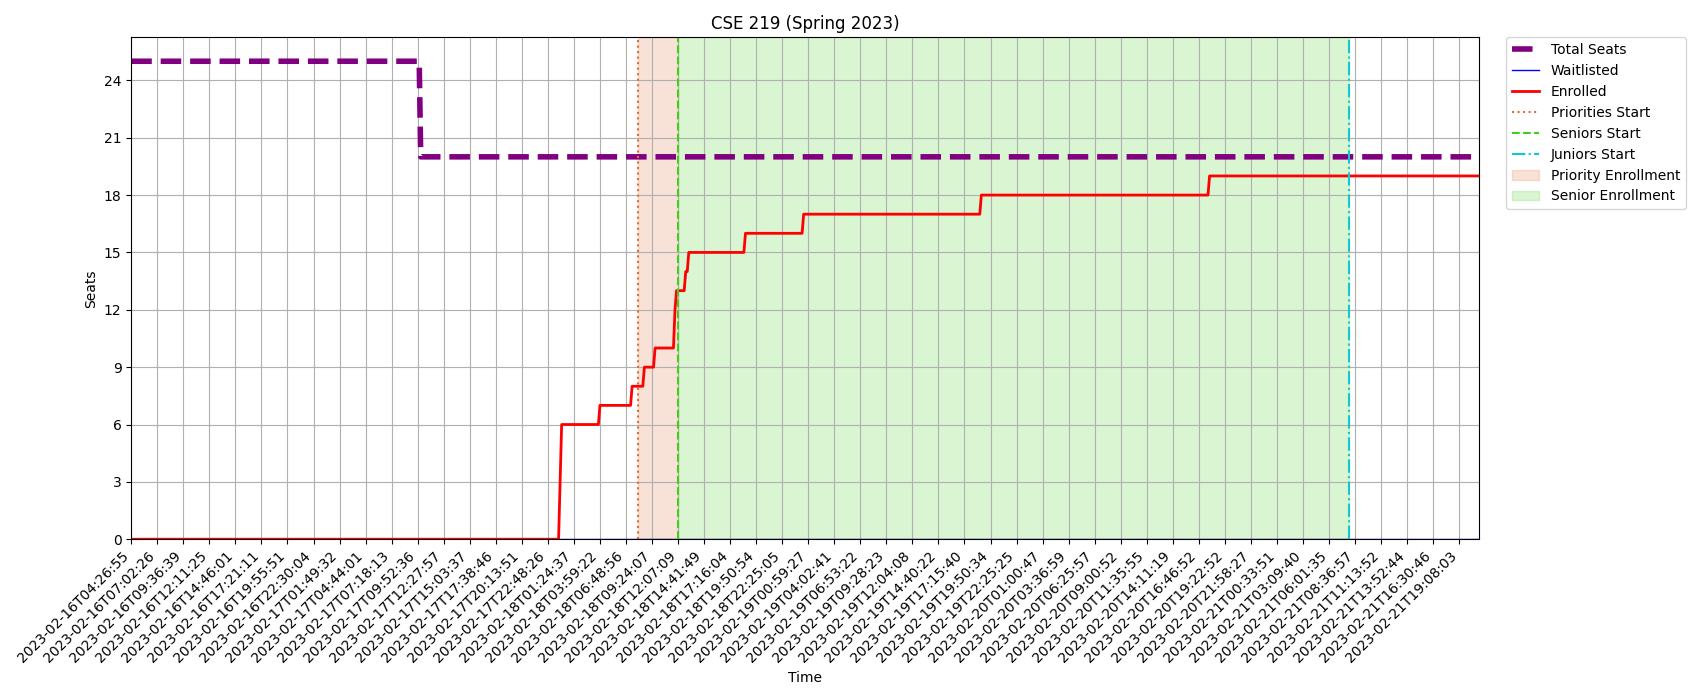 CSE 219 (Spring 2023)
Total Seats
Waitlisted
Enrolled
Priorities Start
Seniors Start
Juniors Start
Priority Enrollment
Senior Enrollment
Seats
24
21
18
15
12
9
6
3
0
2023-02-16T04:26:55
2023-02-16T07:02:26
2023-02-16T09:36:39
2023-02-16T12:11:25
2023-02-16T14:46:01
2023-02-16T17:21:11
2023-02-16T19:55:51
2023-02-16T22:30:04
2023-02-17T01:49:32
2023-02-17T04:44:01
2023-02-17T07:18:13
2023-02-17T09:52:36
2023-02-17T12:27:57
2023-02-17T15:03:37
2023-02-17T17:38:46
2023-02-17T20:13:51
2023-02-17T22:48:26
2023-02-18T01:24:37
2023-02-18T03:59:22
2023-02-18T06:48:56
2023-02-18T09:24:07
2023-02-18T12:07:09
2023-02-18T14:41:49
2023-02-18T17:16:04
2023-02-18T19:50:54
2023-02-18T22:25:05
2023-02-19T00:59:27
2023-02-19T04:02:41
2023-02-19T06:53:22
2023-02-19T09:28:23
2023-02-19T12:04:08
2023-02-19T14:40:22
2023-02-19T17:15:40
2023-02-19T19:50:34
2023-02-19T22:25:25
2023-02-20T01:00:47
2023-02-20T03:36:59
2023-02-20T06:25:57
2023-02-20T09:00:52
2023-02-20T11:35:55
2023-02-20T14:11:19
2023-02-20T16:46:52
2023-02-20T19:22:52
2023-02-20T21:58:27
2023-02-21T00:33:51
2023-02-21T03:09:40
2023-02-21T06:01:35
2023-02-21T08:36:57
2023-02-21T11:13:52
2023-02-21T13:52:44
2023-02-21T16:30:46
2023-02-21T19:08:03
Time